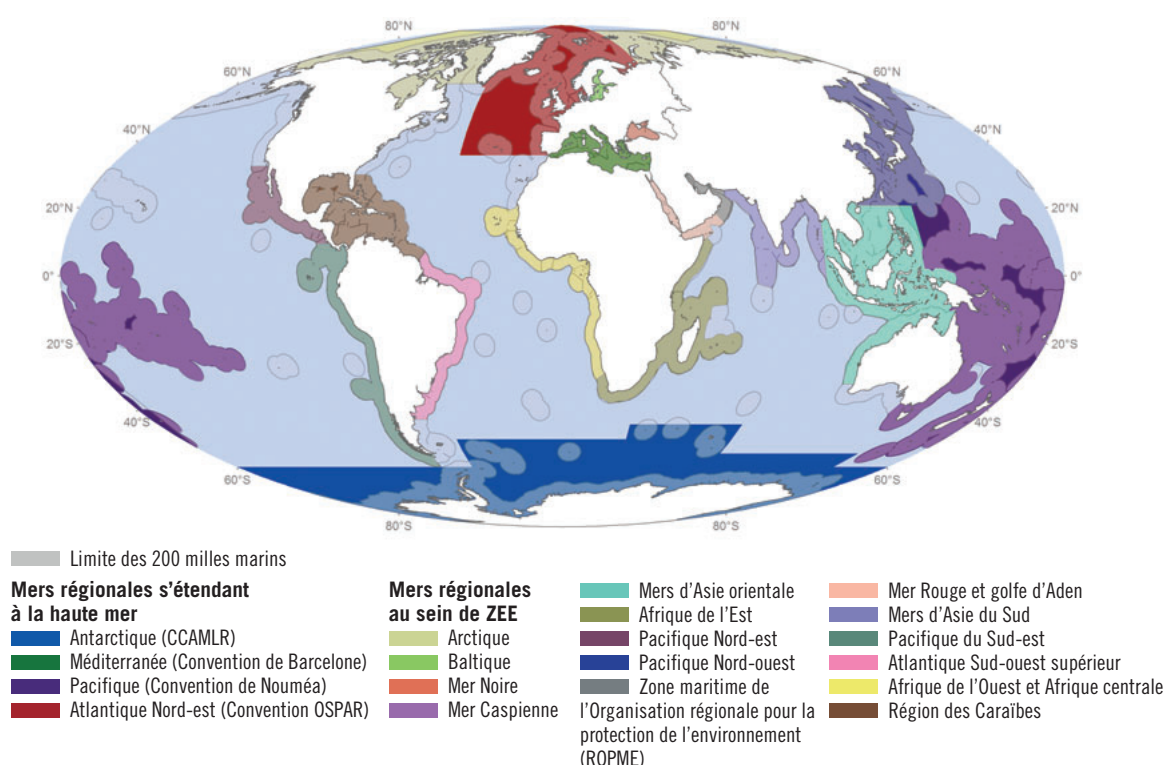 80°N
80°N
60°N
60°N
40°N
40°N
20°N
20°N
0°
0°
20°S
20°S
40°S
40°S
60°S
60°S
80°S
80°S
Limite des 200 milles marins
Mers régionales s'étendant
à la haute mer
Antarctique (CCAMLR)
Méditerranée (Convention de Barcelone)
Pacifique (Convention de Nouméa)
Atlantique Nord-est (Convention OSPAR)
Mers régionales
au sein de ZEE
Arctique
Baltique
Mer Noire
Mer Caspienne
Mers d'Asie orientale
Afrique de l'Est
Pacifique Nord-est
Pacifique Nord-ouest
Zone maritime de
l'Organisation régionale pour la
protection de l'environnement
(ROPME)
Mer Rouge et golfe d'Aden
Mers d'Asie du Sud
Pacifique du Sud-est
Atlantique Sud-ouest supérieur
Afrique de l'Ouest et Afrique centrale
Région des Caraïbes